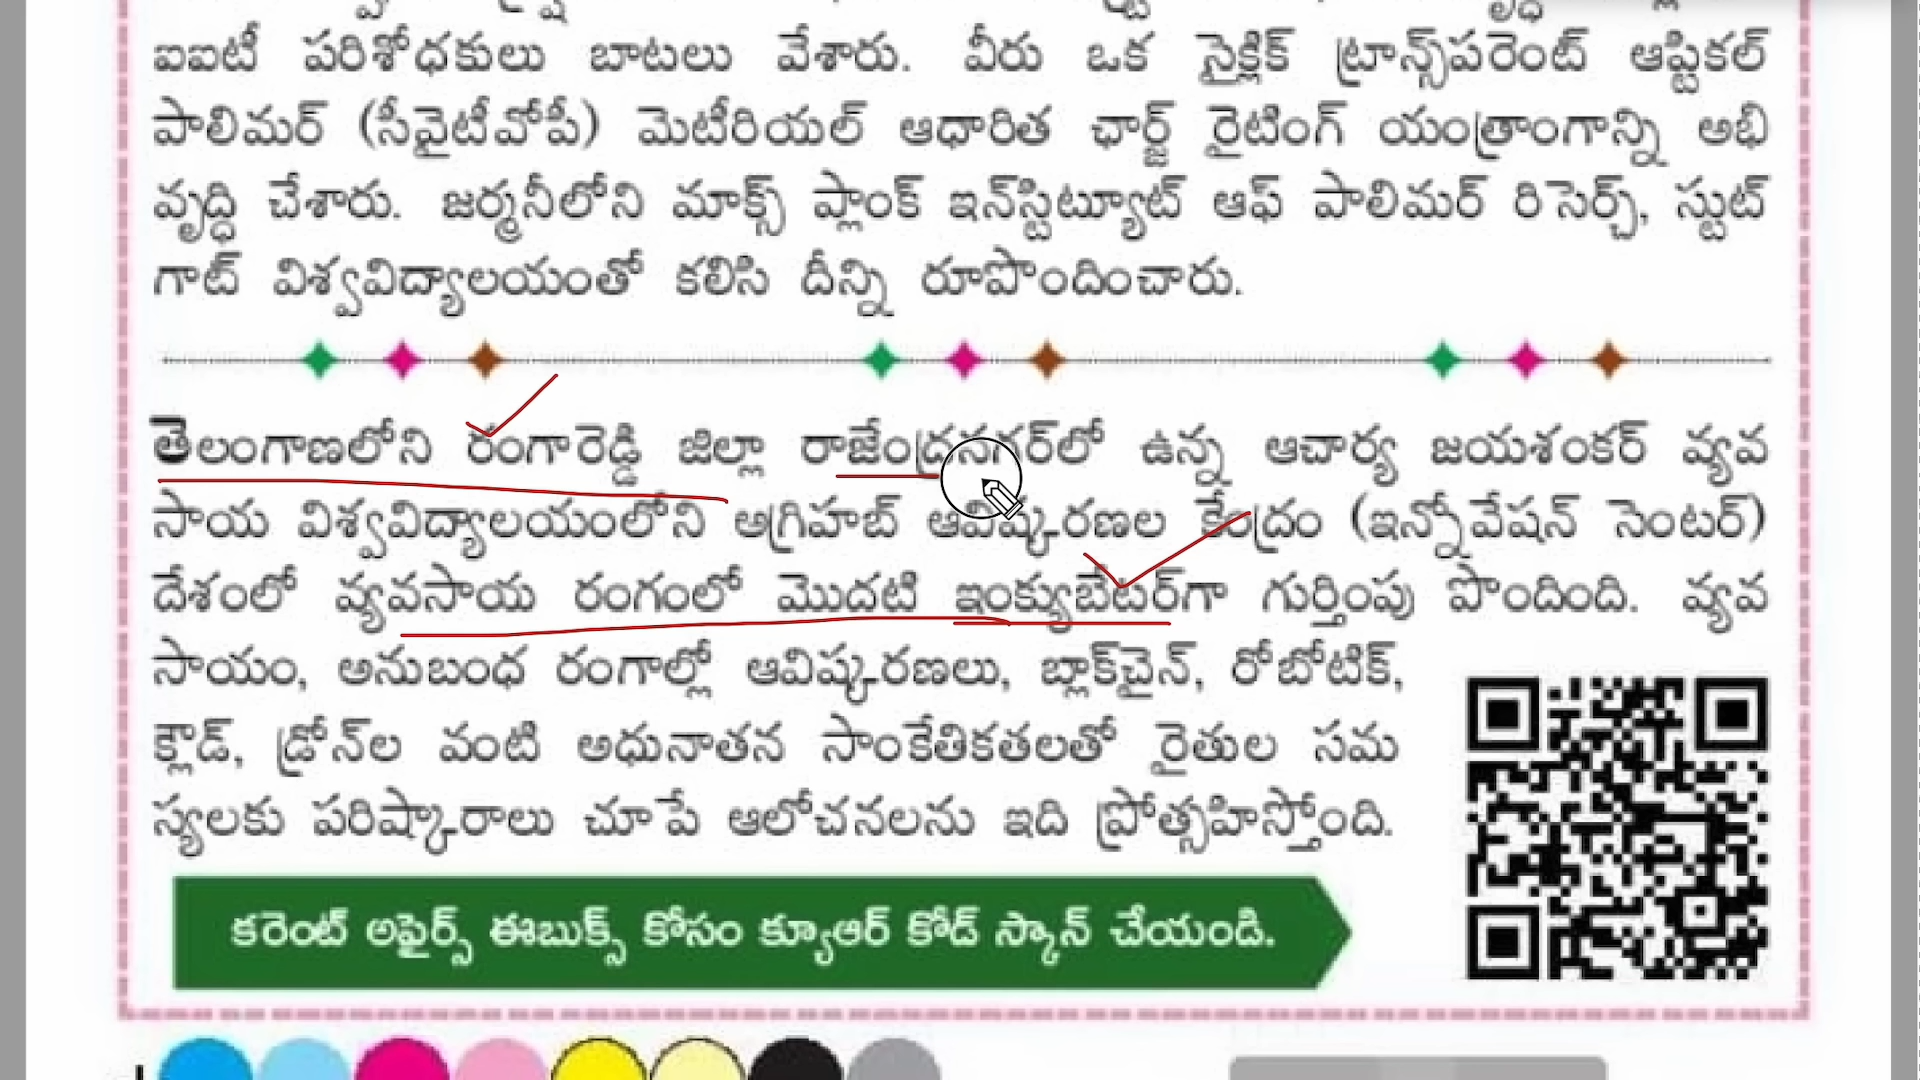 ఐఐటీ పరిశోధకులు బాటలు వేశారు. వీరు ఒక సైక్లిక్ ట్రాన్స్‌పరెంట్ ఆప్టికల్
పాలిమర్ (సీవైటీవోపీ) మెటీరియల్ ఆధారిత ఛార్జ్ రైటింగ్ యంత్రాంగాన్ని అభి
వృద్ధి చేశారు. జర్మనీలోని మాక్స్ ప్లాంక్ ఇన్‌స్టిట్యూట్ ఆఫ్ పాలిమర్ రిసెర్చ్, స్టుట్
గాట్ విశ్వవిద్యాలయంతో కలిసి దీన్ని రూపొందించారు.
తెలంగాణలోని రంగారెడ్డి జిల్లా రాజేంద్రనగర్‌లో ఉన్న ఆచార్య జయశంకర్ వ్యవ
సాయ విశ్వవిద్యాలయంలోని అగ్రిహబ్ ఆవిష్కరణల కేంద్రం (ఇన్నోవేషన్ సెంటర్)
దేశంలో వ్యవసాయ రంగంలో మొదటి ఇంక్యుబేటర్‌గా గుర్తింపు పొందింది. వ్యవ
సాయం, అనుబంధ రంగాల్లో ఆవిష్కరణలు, బ్లాక్‌చైన్, రోబోటిక్,
క్లౌడ్, డ్రోన్‌ల వంటి అధునాతన సాంకేతికతలతో రైతుల సమ
స్యలకు పరిష్కారాలు చూపే ఆలోచనలను ఇది ప్రోత్సహిస్తోంది.
కరెంట్ అఫైర్స్ ఈబుక్స్ కోసం క్యూఆర్ కోడ్ స్కాన్ చేయండి.